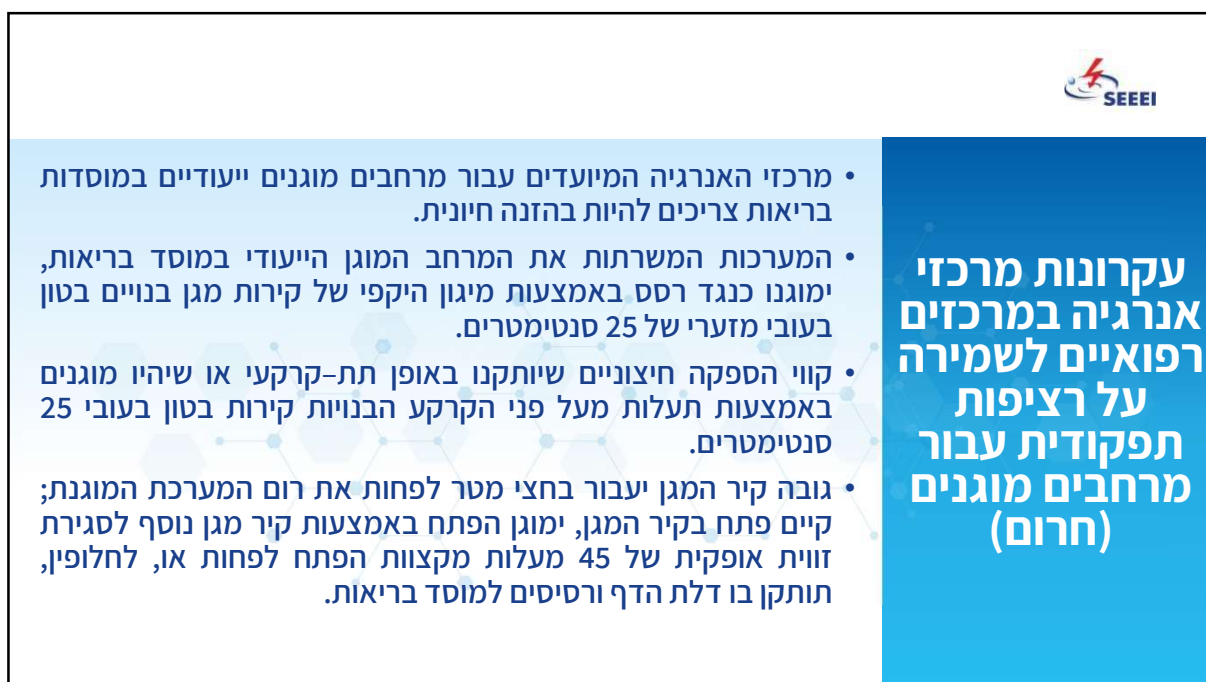 SEEEI
עקרונות מרכזי
אנרגיה במרכזים
רפואיים לשמירה
על רציפות
תפקודית עבור
מרחבים מוגנים
(חרום)
• מרכזי האנרגיה המיועדים עבור מרחבים מוגנים ייעודיים במוסדות
בריאות צריכים להיות בהזנה חיונית.
• המערכות המשרתות את המרחב המוגן הייעודי במוסד בריאות,
ימוגנו כנגד רסס באמצעות מיגון היקפי של קירות מגן בנויים בטון
בעובי מזערי של 25 סנטימטרים.
• קווי הספקה חיצוניים שיותקנו באופן תת–קרקעי או שיהיו מוגנים
באמצעות תעלות מעל פני הקרקע הבנויות קירות בטון בעובי 25
סנטימטרים.
• גובה קיר המגן יעבור בחצי מטר לפחות את רום המערכת המוגנת;
קיים פתח בקיר המגן, ימוגן הפתח באמצעות קיר מגן נוסף לסגירת
זווית אופקית של 45 מעלות מקצוות הפתח לפחות או, לחלופין,
תותקן בו דלת הדף ורסיסים למוסד בריאות.